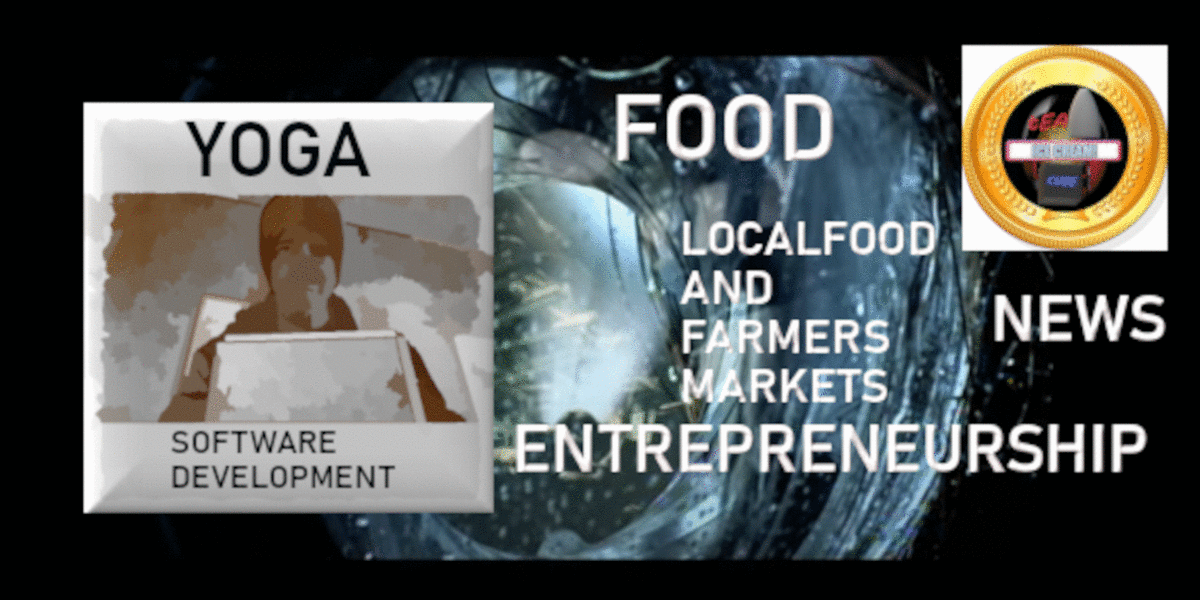 YOGA
SOFTWARE
DEVELOPMENT
FOOD
LOCALFOOD
AND
FARMERS
MARKETS
ENTREPRENEURSHIP
NEWS